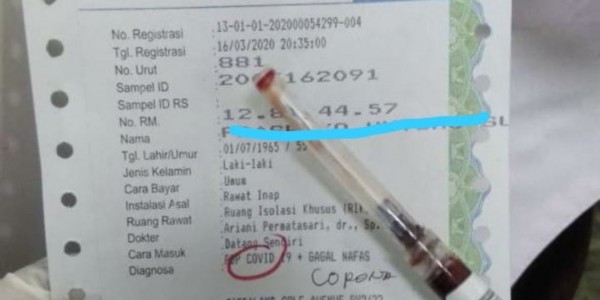 No. Registrasi : 13-01-01-202000054299-004
Tgl. Registrasi : 16/03/2020 20:35:00
No. Urut : 881
Sampel ID 162091
Sampel ID RS :
No. RM. : 12.8 44.57
Nama
Tgl. Lahir/Umur : 01/07/1965 /
Jenis Kelamin : Laki-laki
Cara Bayar : Umum
Instalasi Asal : Rawat Inap
Ruang Rawat : Ruang Isolasi Khusus
Dokter : Ariani Permatasari, dr., Sp.
Cara Masuk : Datang Sendiri
Diagnosa COVID 19 + GAGAL NAFAS
Corona